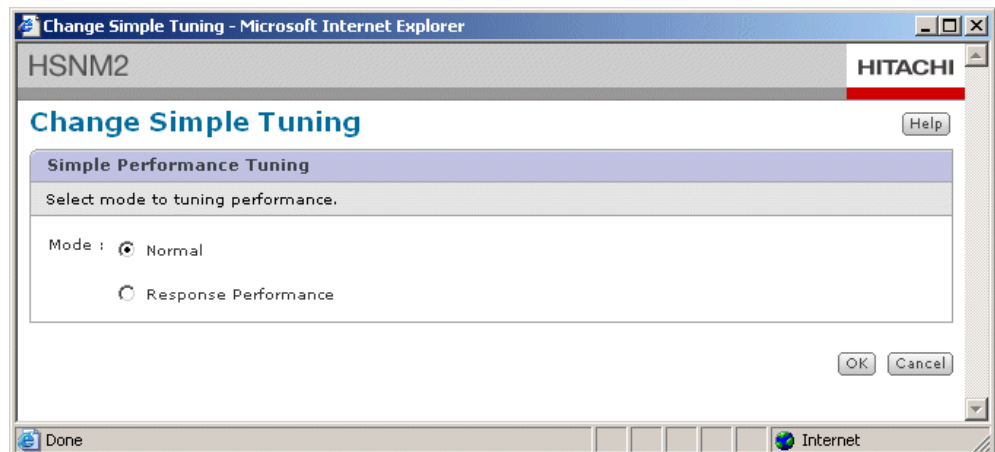 Change Simple Tuning - Microsoft Internet Explorer
HSNM2
HITACHI
Change Simple Tuning
Help
Simple Performance Tuning
Select mode to tuning performance.
Mode : Normal
Response Performance
OK Cancel
Done Internet